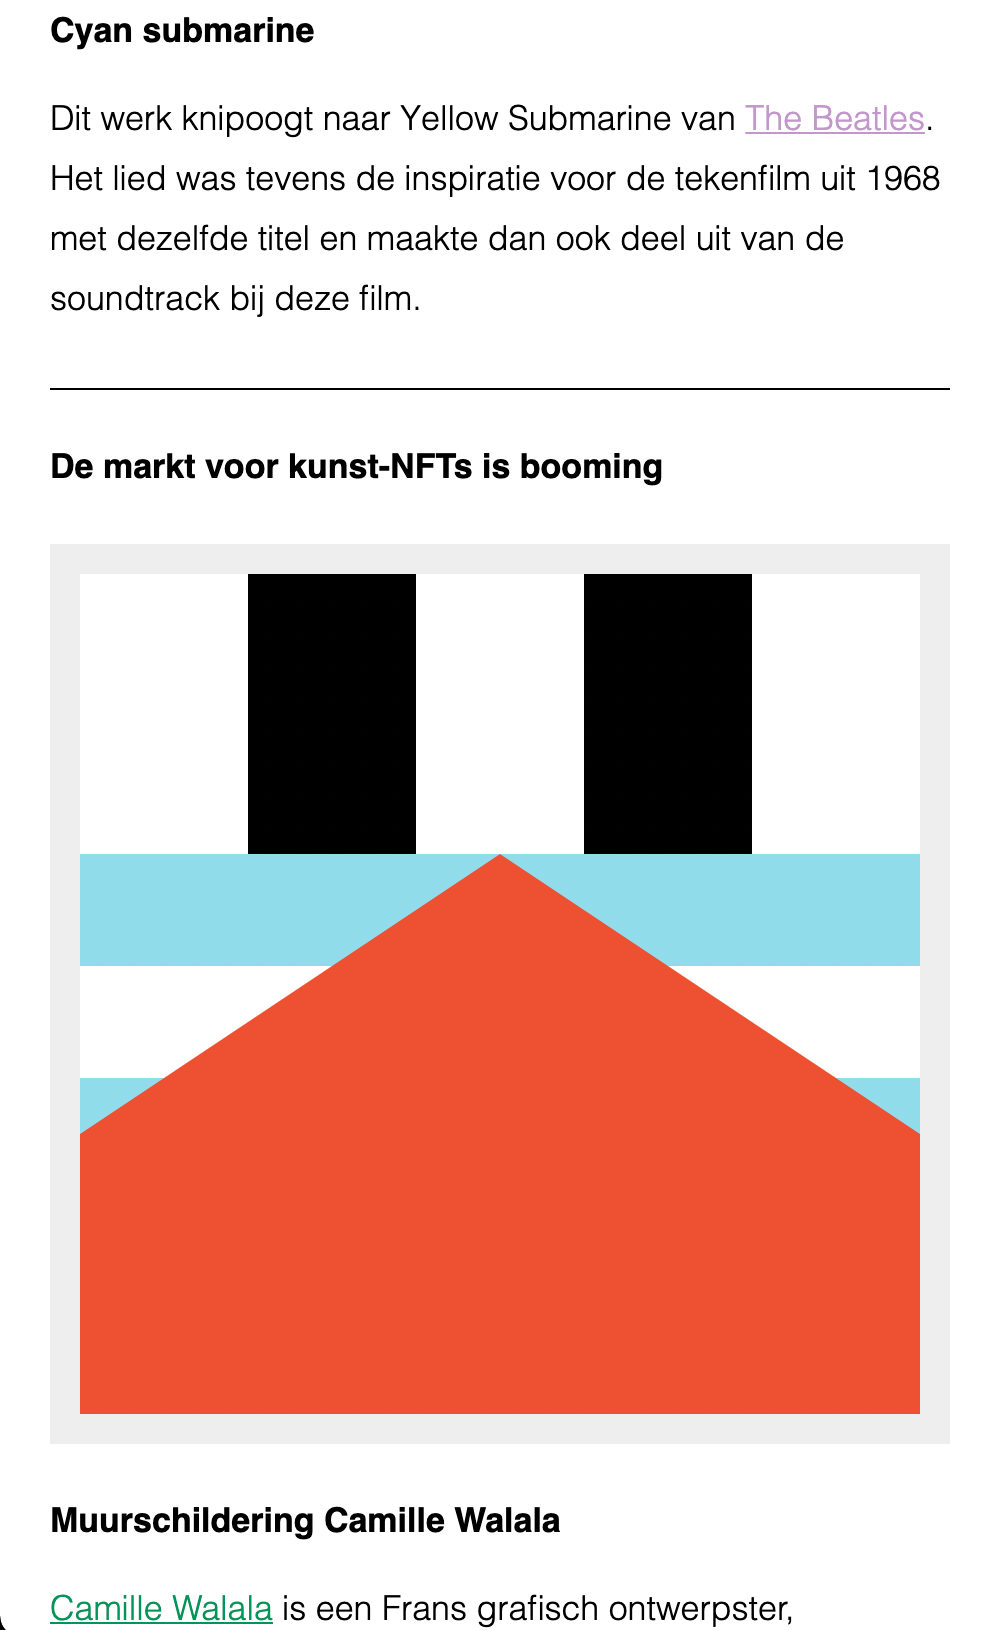 Cyan submarine
Dit werk knipoogt naar Yellow Submarine van The Beatles.
Het lied was tevens de inspiratie voor de tekenfilm uit 1968
met dezelfde titel en maakte dan ook deel uit van de
soundtrack bij deze film.
De markt voor kunst-NFTs is booming
Muurschildering Camille Walala
Camille Walala is een Frans grafisch ontwerpster,